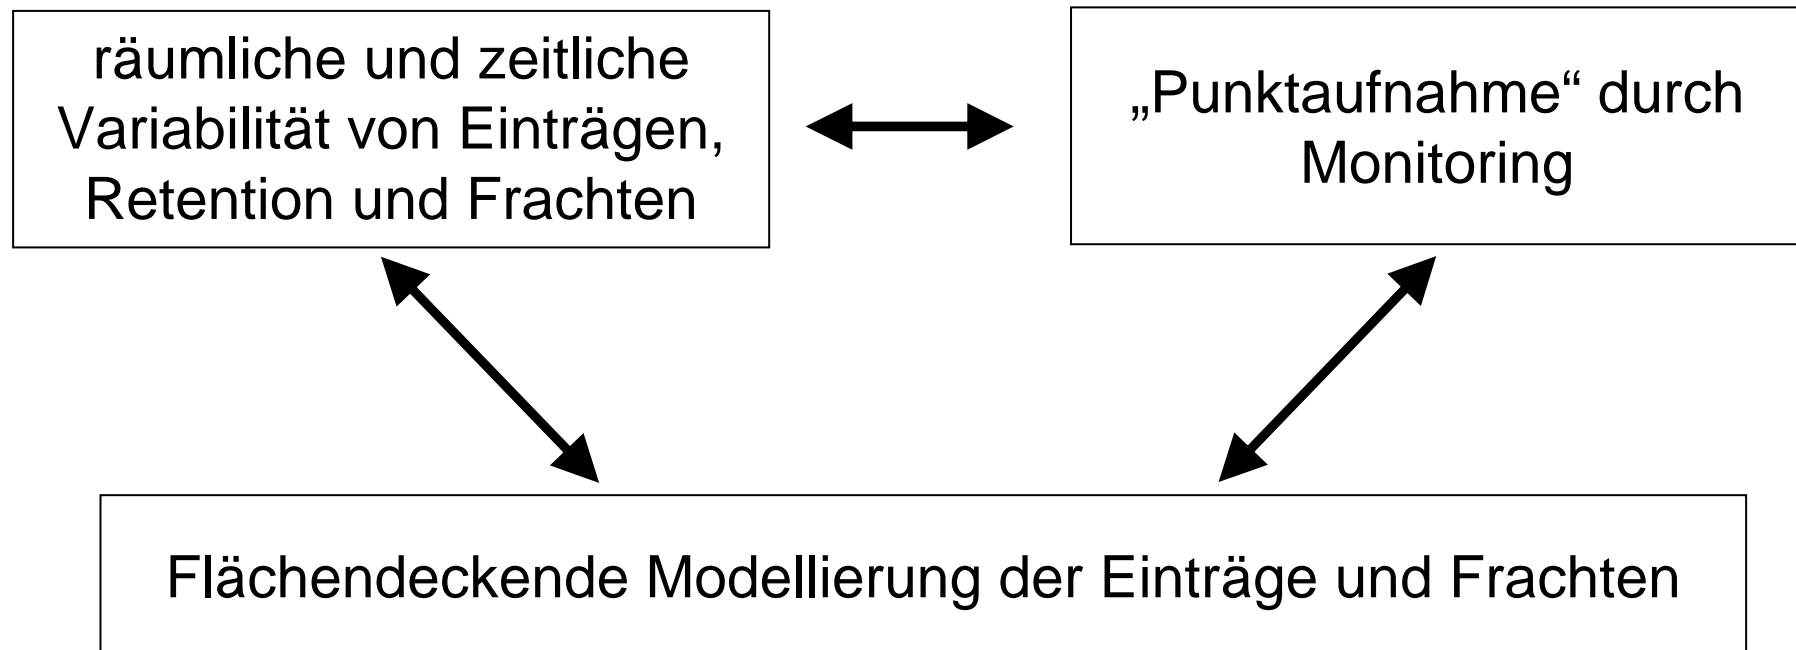 räumliche und zeitliche
Variabilität von Einträgen,
Retention und Frachten
„Punktaufnahme“ durch
Monitoring
Flächendeckende Modellierung der Einträge und Frachten